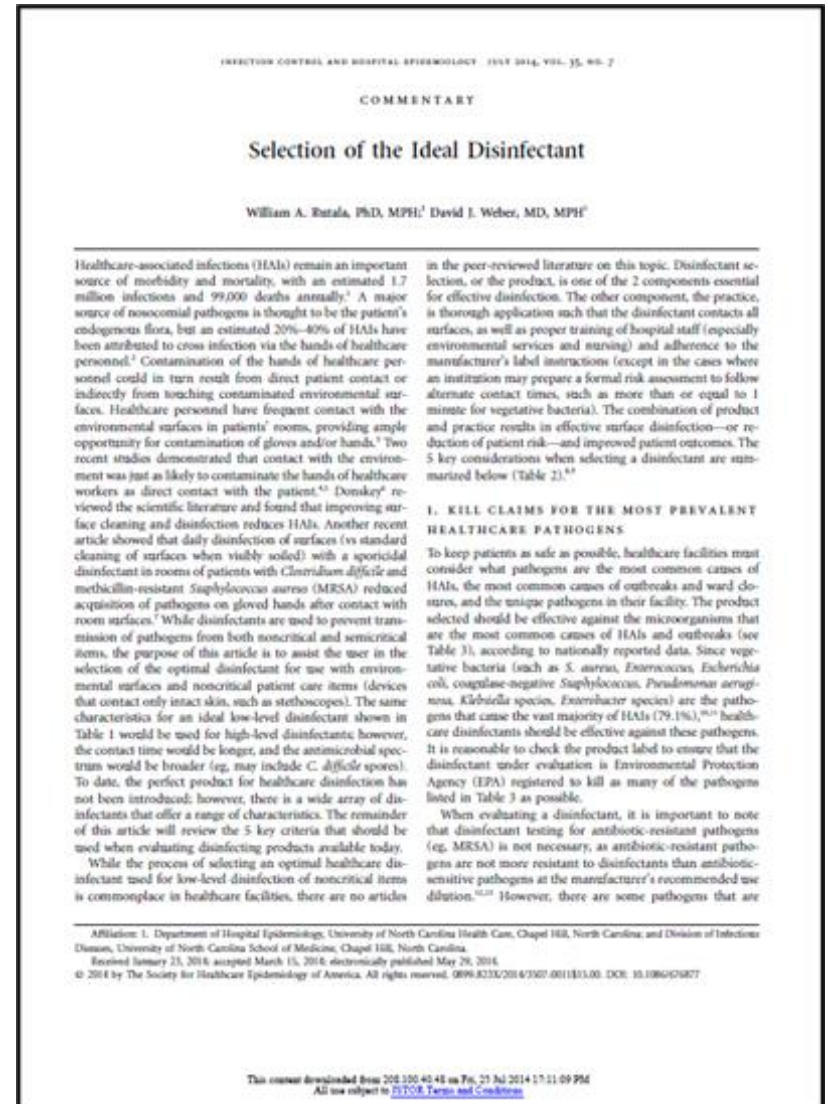 INFECTION CONTROL AND HOSPITAL EPIDEMIOLOGY JULY 2014, VOL. 35, NO. 7
COMMENTARY
Selection of the Ideal Disinfectant
William A. Rutala, PhD, MPH;1 David J. Weber, MD, MPH1
Healthcare-associated infections (HAIs) remain an important
source of morbidity and mortality, with an estimated 1.7
million infections and 99,000 deaths annually.1 A major
source of nosocomial pathogens is thought to be the patient's
endogenous flora, but an estimated 20%–40% of HAIs have
been attributed to cross infection via the hands of healthcare
personnel.2 Contamination of the hands of healthcare per-
sonnel could in turn result from direct patient contact or
indirectly from touching contaminated environmental sur-
faces. Healthcare personnel have frequent contact with the
environmental surfaces in patients' rooms, providing ample
opportunity for contamination of gloves and/or hands.3 Two
recent studies demonstrated that contact with the environ-
ment was just as likely to contaminate the hands of healthcare
workers as direct contact with the patient.4,5 Donskey6 re-
viewed the scientific literature and found that improving sur-
face cleaning and disinfection reduces HAIs. Another recent
article showed that daily disinfection of surfaces (vs standard
cleaning of surfaces when visibly soiled) with a sporicidal
disinfectant in rooms of patients with Clostridium difficile and
methicillin-resistant Staphylococcus aureus (MRSA) reduced
acquisition of pathogens on gloved hands after contact with
room surfaces.7 While disinfectants are used to prevent trans-
mission of pathogens from both noncritical and semicritical
items, the purpose of this article is to assist the user in the
selection of the optimal disinfectant for use with environ-
mental surfaces and noncritical patient care items (devices
that contact only intact skin, such as stethoscopes). The same
characteristics for an ideal low-level disinfectant shown in
Table 1 would be used for high-level disinfectants; however,
the contact time would be longer, and the antimicrobial spec-
trum would be broader (eg, may include C. difficile spores).
To date, the perfect product for healthcare disinfection has
not been introduced; however, there is a wide array of dis-
infectants that offer a range of characteristics. The remainder
of this article will review the 5 key criteria that should be
used when evaluating disinfecting products available today.
While the process of selecting an optimal healthcare dis-
infectant used for low-level disinfection of noncritical items
is commonplace in healthcare facilities, there are no articles
in the peer-reviewed literature on this topic. Disinfectant se-
lection, or the product, is one of the 2 components essential
for effective disinfection. The other component, the practice,
is thorough application such that the disinfectant contacts all
surfaces, as well as proper training of hospital staff (especially
environmental services and nursing) and adherence to the
manufacturer's label instructions (except in the cases where
an institution may prepare a formal risk assessment to follow
alternate contact times, such as more than or equal to 1
minute for vegetative bacteria). The combination of product
and practice results in effective surface disinfection—or re-
duction of patient risk—and improved patient outcomes. The
5 key considerations when selecting a disinfectant are sum-
marized below (Table 2).
1. KILL CLAIMS FOR THE MOST PREVALENT
HEALTHCARE PATHOGENS
To keep patients as safe as possible, healthcare facilities must
consider what pathogens are the most common causes of
HAIs, the most common causes of outbreaks and ward clo-
sures, and the unique pathogens in their facility. The product
selected should be effective against the microorganisms that
are the most common causes of HAIs and outbreaks (see
Table 3), according to nationally reported data. Since vege-
tative bacteria (such as S. aureus, Enterococcus, Escherichia
coli, coagulase-negative Staphylococcus, Pseudomonas aerugi-
nosa, Klebsiella species, Enterobacter species) are the patho-
gens that cause the vast majority of HAIs (79.1%), health-
care disinfectants should be effective against these pathogens.
It is reasonable to check the product label to ensure that the
disinfectant under evaluation is Environmental Protection
Agency (EPA) registered to kill as many of the pathogens
listed in Table 3 as possible.
When evaluating a disinfectant, it is important to note
that disinfectant testing for antibiotic-resistant pathogens
(eg, MRSA) is not necessary, as antibiotic-resistant patho-
gens are not more resistant to disinfectants than antibiotic-
sensitive pathogens at the manufacturer's recommended use
dilution. However, there are some pathogens that are
Affiliation: 1. Department of Hospital Epidemiology, University of North Carolina Health Care, Chapel Hill, North Carolina; and Division of Infectious
Diseases, University of North Carolina School of Medicine, Chapel Hill, North Carolina.
Received January 23, 2014; accepted March 15, 2014; electronically published May 29, 2014.
© 2014 by The Society for Healthcare Epidemiology of America. All rights reserved. 0899-823X/2014/3507-0011$15.00. DOI: 10.1086/676877
This content downloaded from 208.100.40.48 on Fri, 25 Jul 2014 17:11:09 PM
All use subject to JSTOR Terms and Conditions